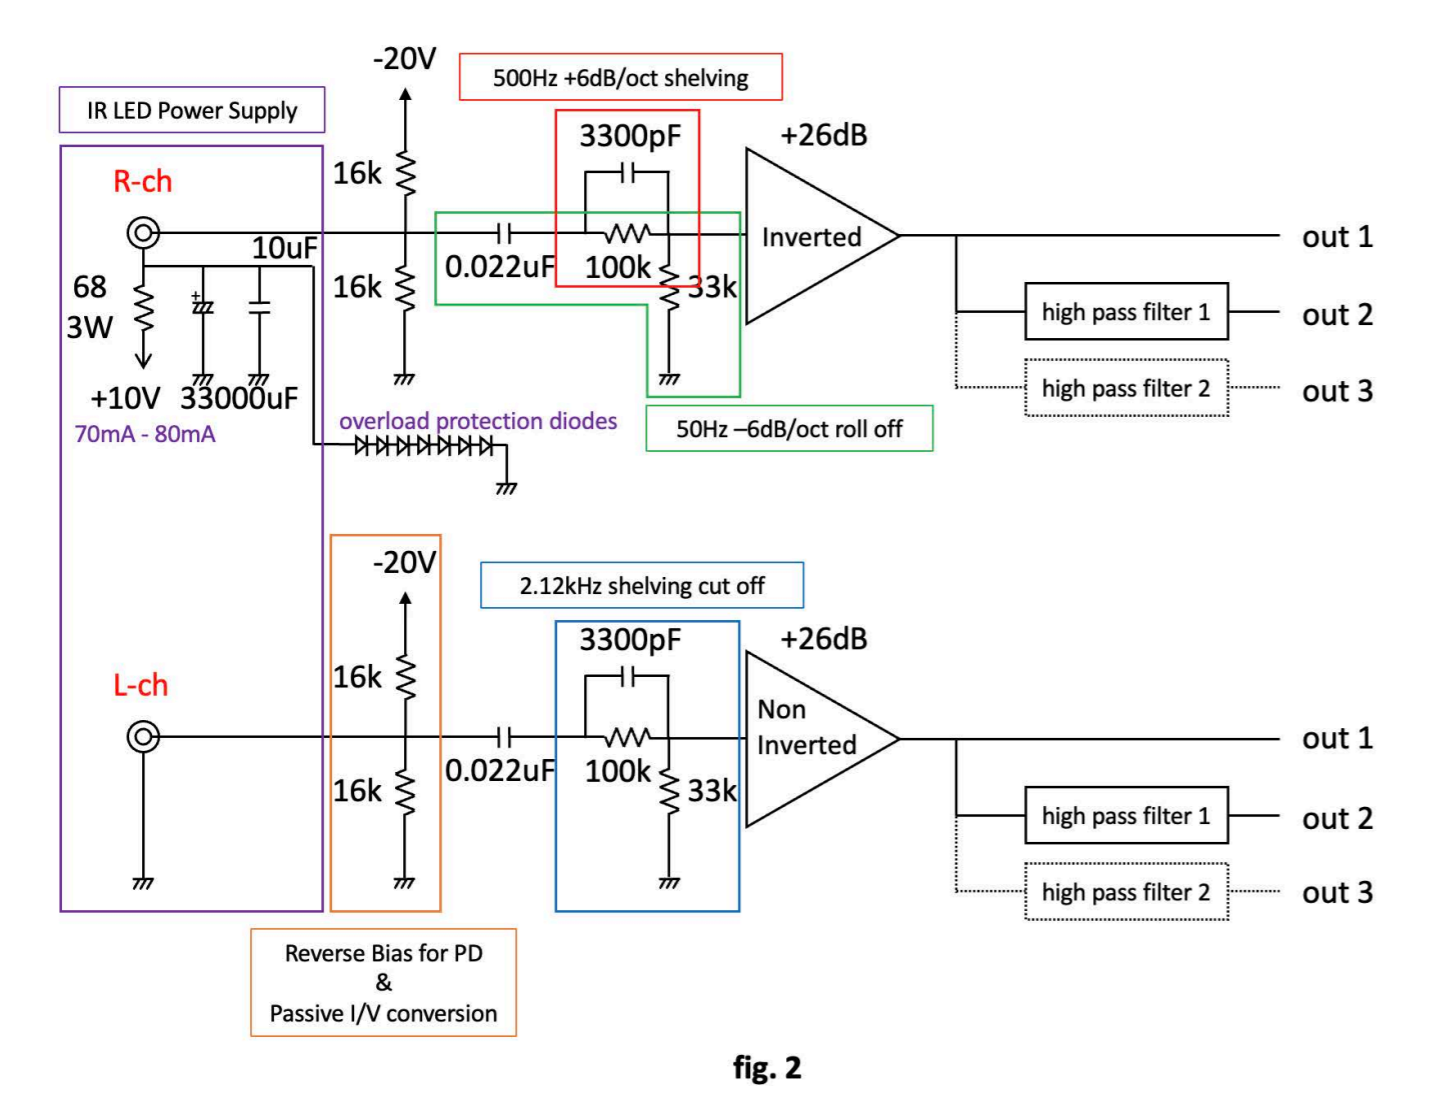 -20V
500Hz +6dB/oct shelving
IR LED Power Supply
3300pF
+26dB
R-ch
16k
10uF
0.022uF
100k
Inverted
out 1
68
3W
16k
33k
high pass filter 1
out 2
+10V
33000uF
high pass filter 2
out 3
70mA - 80mA
overload protection diodes
50Hz –6dB/oct roll off
-20V
2.12kHz shelving cut off
3300pF
+26dB
L-ch
16k
Non
Inverted
out 1
0.022uF
100k
16k
33k
high pass filter 1
out 2
high pass filter 2
out 3
Reverse Bias for PD
&
Passive I/V conversion
fig. 2